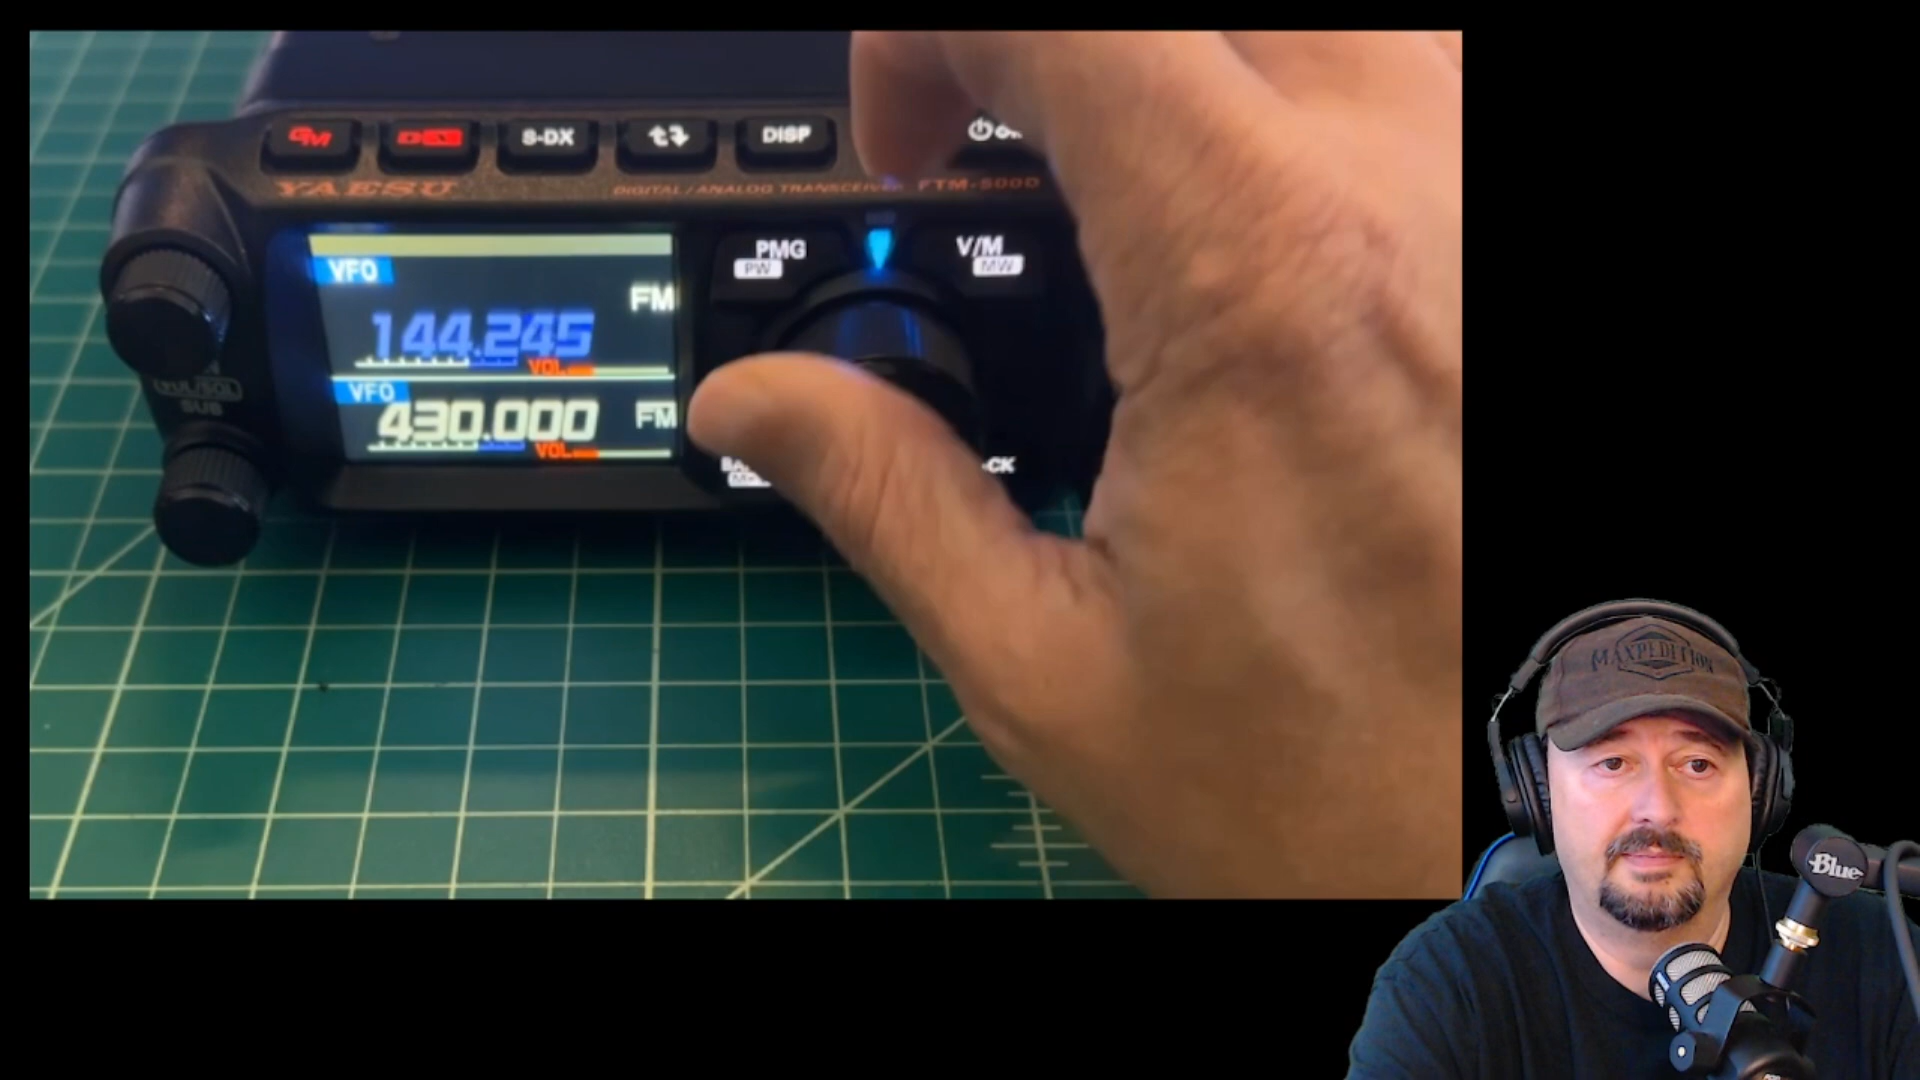 GM
S-DX
DISP
YAESU
DIGITAL / ANALOG TRANSCEIVER FTM-500D
VFO
FM
144.245
VOL
VFO
430.000
FM
VOL
PMG
PW
V/M
MW
SUB
MAXPEDITION
Blue